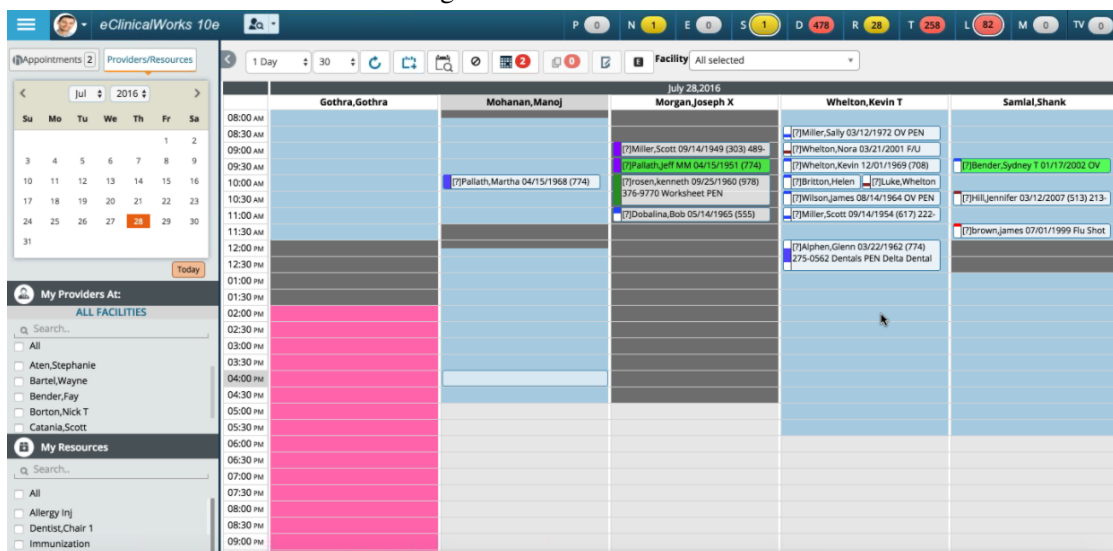 eClinicalWorks 10e
P 0 N 1 E 0 S 1 D 478 R 28 T 258 L 82 M 0 TV 0
Appointments 2 Providers/Resources
1 Day 30 2 0 Facility All selected
Jul 2016
Su Mo Tu We Th Fr Sa
1 2
3 4 5 6 7 8 9
10 11 12 13 14 15 16
17 18 19 20 21 22 23
24 25 26 27 28 29 30
31
Today
My Providers At:
ALL FACILITIES
Search..
All
Aten,Stephanie
Bartel,Wayne
Bender,Fay
Borton,Nick T
Catania,Scott
My Resources
Search..
All
Allergy Inj
Dentist,Chair 1
Immunization
July 28,2016
Gothra,Gothra Mohanan,Manoj Morgan,Joseph X Whelton,Kevin T Samlal,Shank
08:00 AM
08:30 AM [?]Miller,Sally 03/12/1972 OV PEN
09:00 AM [?]Miller,Scott 09/14/1949 (303) 489- [?]Whelton,Nora 03/21/2001 F/U
09:30 AM [?]Pallath,Jeff MM 04/15/1951 (774) [?]Whelton,Kevin 12/01/1969 (708) [?]Bender,Sydney T 01/17/2002 OV
10:00 AM [?]Pallath,Martha 04/15/1968 (774) [?]rosen,kenneth 09/25/1960 (978) [?]Britton,Helen [?]Luke,Whelton
10:30 AM 376-9770 Worksheet PEN [?]Wilson,James 08/14/1964 OV PEN [?]Hill,Jennifer 03/12/2007 (513) 213-
11:00 AM [?]Dobalina,Bob 05/14/1965 (555) [?]Miller,Scott 09/14/1954 (617) 222-
11:30 AM [?]brown,james 07/01/1999 Flu Shot
12:00 PM [?]Alphen,Glenn 03/22/1962 (774)
12:30 PM 275-0562 Dentals PEN Delta Dental
01:00 PM
01:30 PM
02:00 PM
02:30 PM
03:00 PM
03:30 PM
04:00 PM
04:30 PM
05:00 PM
05:30 PM
06:00 PM
06:30 PM
07:00 PM
07:30 PM
08:00 PM
08:30 PM
09:00 PM